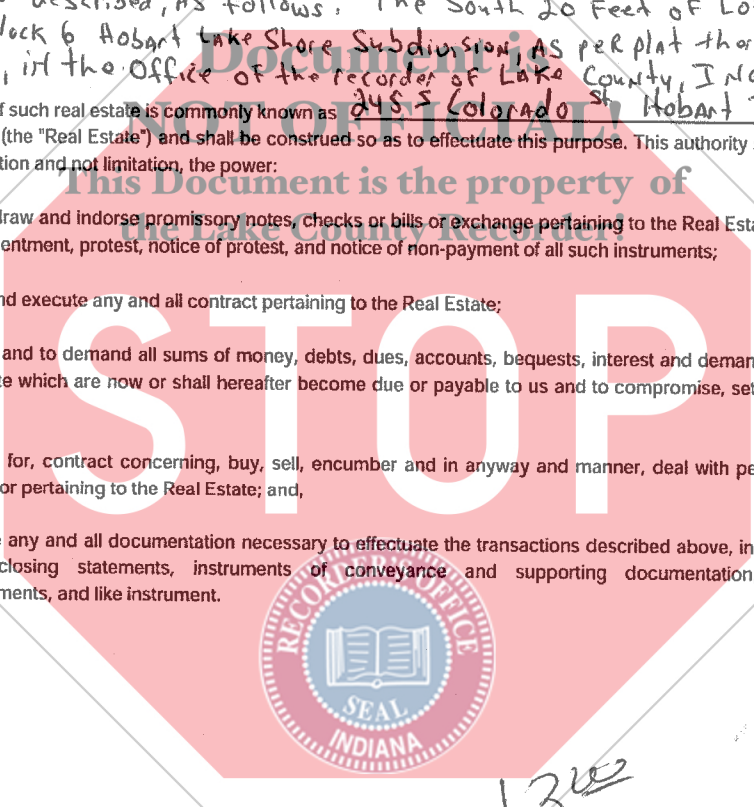 described, As follows. The South 20 Feet of Lo
lock 6 Hobart Lake Shore Subdivision, As per plat ther
, in the Office of the recorder of Lake County, Ind
f such real estate is commonly known as 245 S Colorado St Hobart
(the "Real Estate") and shall be construed so as to effectuate this purpose. This authority
tion and not limitation, the power:
raw and indorse promissory notes, checks or bills or exchange pertaining to the Real Esta
entment, protest, notice of protest, and notice of non-payment of all such instruments;
nd execute any and all contract pertaining to the Real Estate;
and to demand all sums of money, debts, dues, accounts, bequests, interest and deman
te which are now or shall hereafter become due or payable to us and to compromise, set
for, contract concerning, buy, sell, encumber and in anyway and manner, deal with pe
or pertaining to the Real Estate; and,
e any and all documentation necessary to effectuate the transactions described above, in
closing statements, instruments of conveyance and supporting documentation
ments, and like instrument.
Document is
NOT OFFICIAL!
This Document is the property of
the Lake County Recorder!
STOP
RECORDER'S OFFICE
SEAL
INDIANA